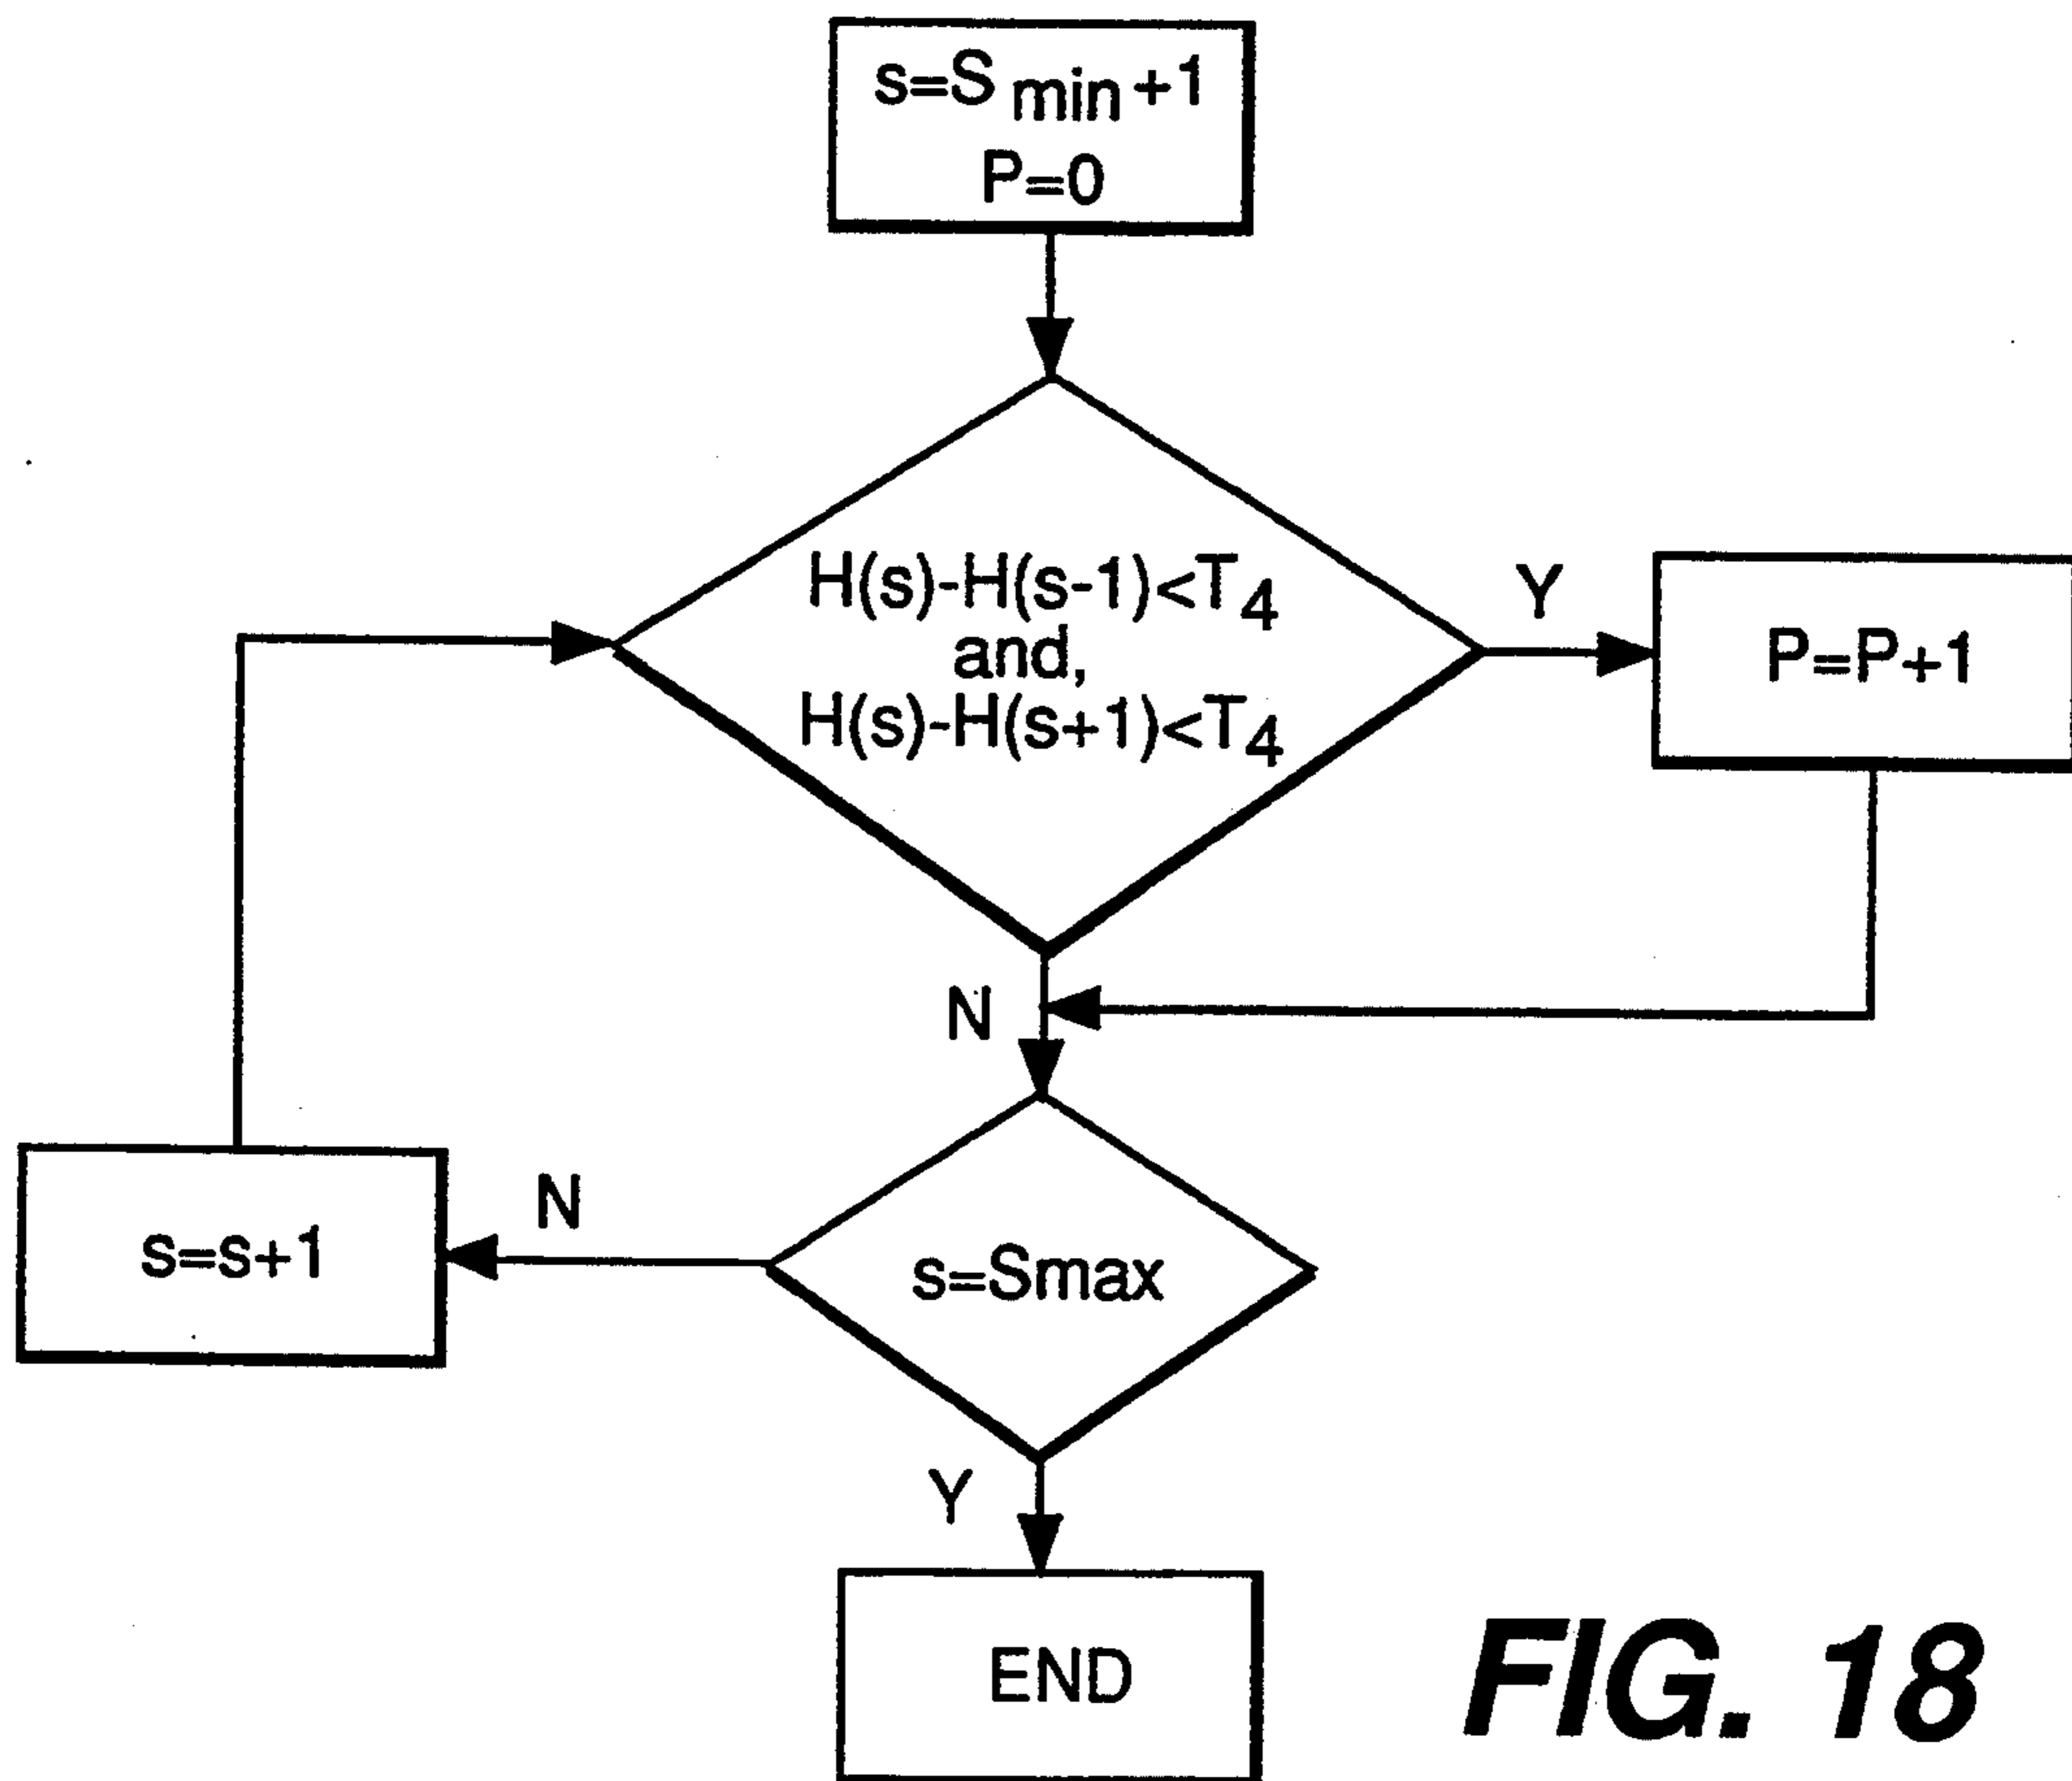 s=S min +1
P=0
H(s)-H(s-1)<T4
and,
H(s)-H(s+1)<T4
Y
P=P+1
N
N
s=s+1
s=Smax
Y
END
FIG. 18